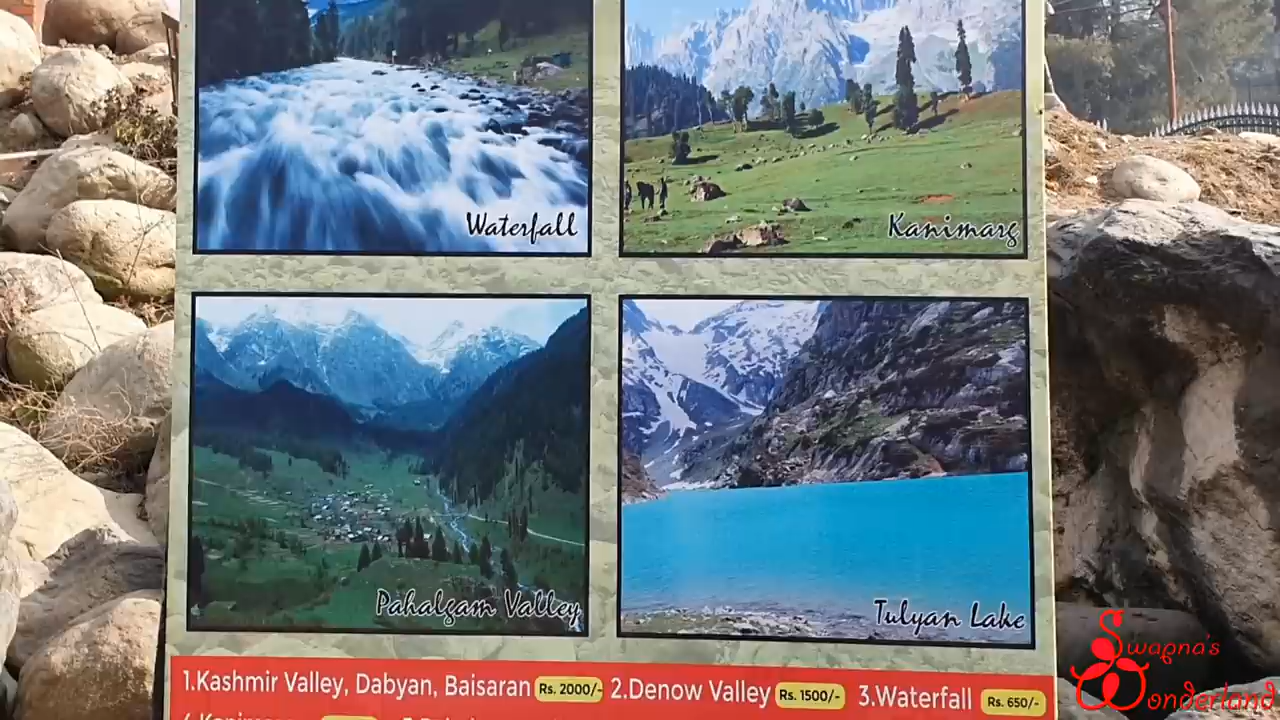 Waterfall
Kanimarg
Pahalgam Valley
Tulyan Lake
1.Kashmir Valley, Dabyan, Baisaran Rs. 2000/- 2.Denow Valley Rs. 1500/- 3.Waterfall Rs. 650/-
Swapna's
Wonderland